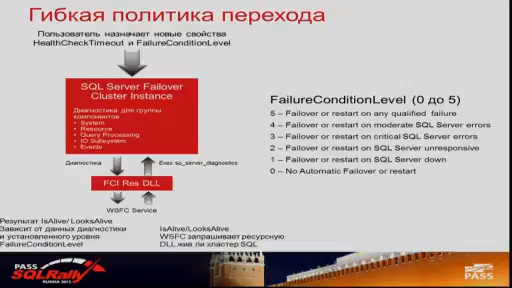 Гибкая политика перехода
Пользователь назначает новые свойства
HealthCheckTimeout и FailureConditionLevel
SQL Server Failover
Cluster Instance
Диагностика для группы
компонентов
• System
• Resource
• Query Processing
• IO Subsystem
• Events
Диагностика
Exec sp_server_diagnostics
FCI Res DLL
WSFC Service
Результат IsAlive/ LooksAlive
Зависит от данных диагностики
и установленного уровня
FailureConditionLevel
IsAlive/LooksAlive
WSFC запрашивает ресурсную
DLL жив ли кластер SQL
FailureConditionLevel (0 до 5)
5 – Failover or restart on any qualified failure
4 – Failover or restart on moderate SQL Server errors
3 – Failover or restart on critical SQL Server errors
2 – Failover or restart on SQL Server unresponsive
1 – Failover or restart on SQL Server down
0 – No Automatic Failover or restart
PASS
SQLRally
RUSSIA 2013
PASS